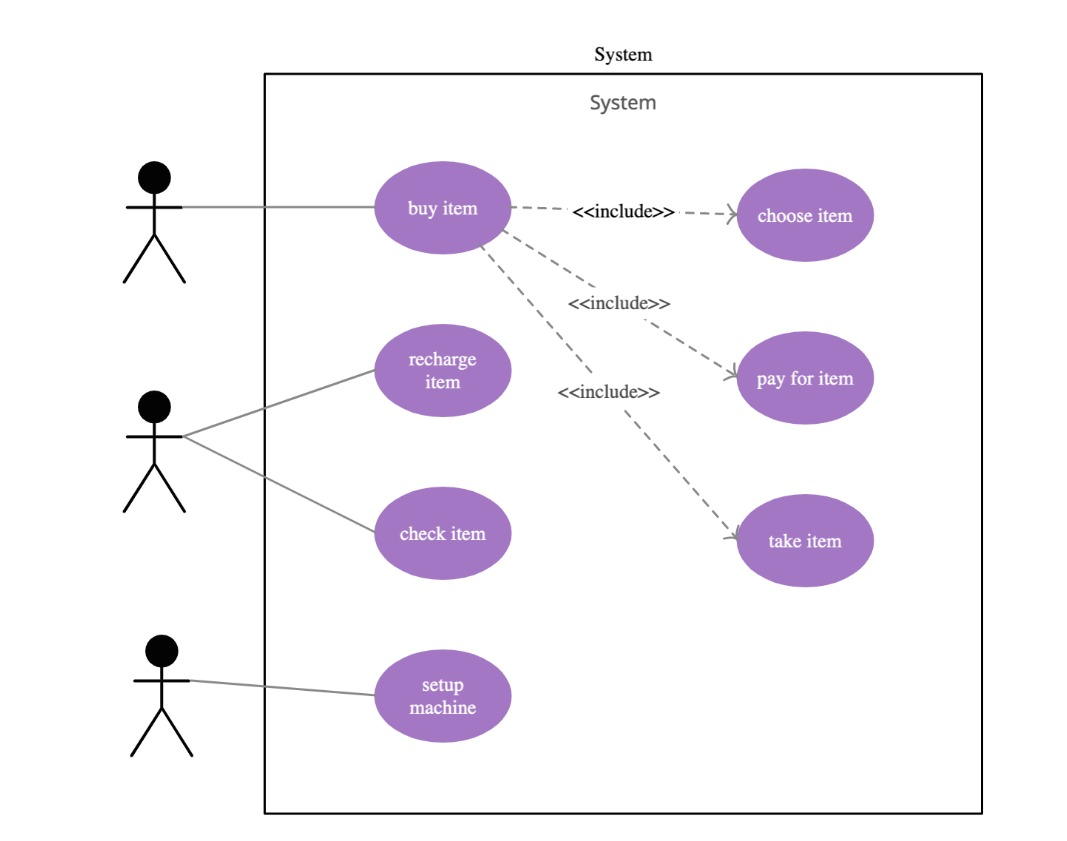 System
System
buy item
<<include>>
choose item
<<include>>
recharge
item
pay for item
<<include>>
check item
take item
setup
machine